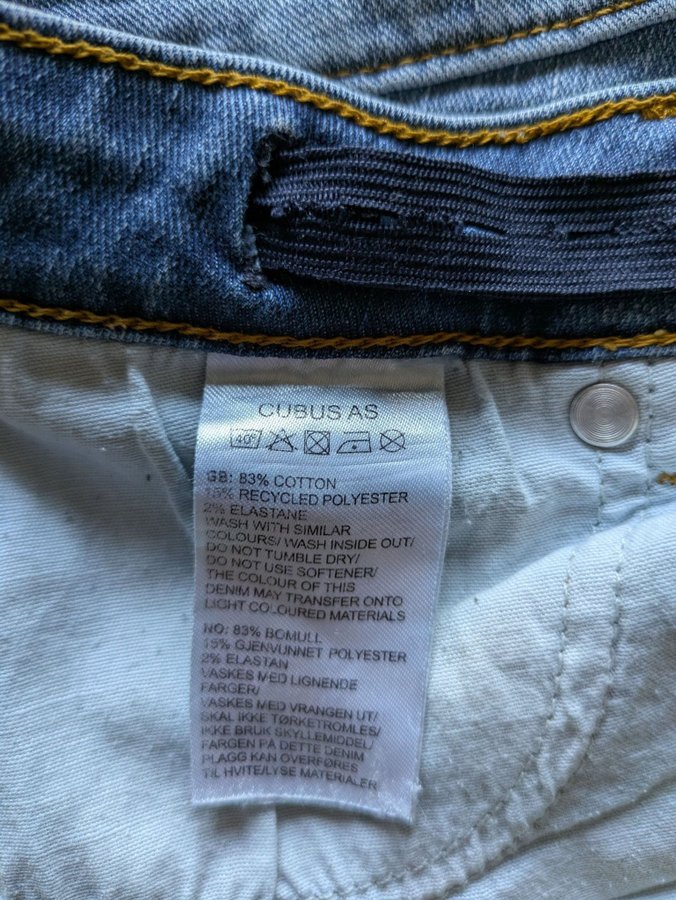 CUBUS AS
40°
GB: 83% COTTON
15% RECYCLED POLYESTER
2% ELASTANE
WASH WITH SIMILAR
COLOURS/ WASH INSIDE OUT/
DO NOT TUMBLE DRY/
DO NOT USE SOFTENER/
THE COLOUR OF THIS
DENIM MAY TRANSFER ONTO
LIGHT COLOURED MATERIALS
NO: 83% BOMULL
15% GJENVUNNET POLYESTER
2% ELASTAN
VASKES MED LIGNENDE
FARGER/
VASKES MED VRANGEN UT/
SKAL IKKE TØRKETROMLES/
IKKE BRUK SKYLLEMIDDEL/
FARGEN PÅ DETTE DENIM
PLAGG KAN OVERFØRES
TIL HVITE/LYSE MATERIALER